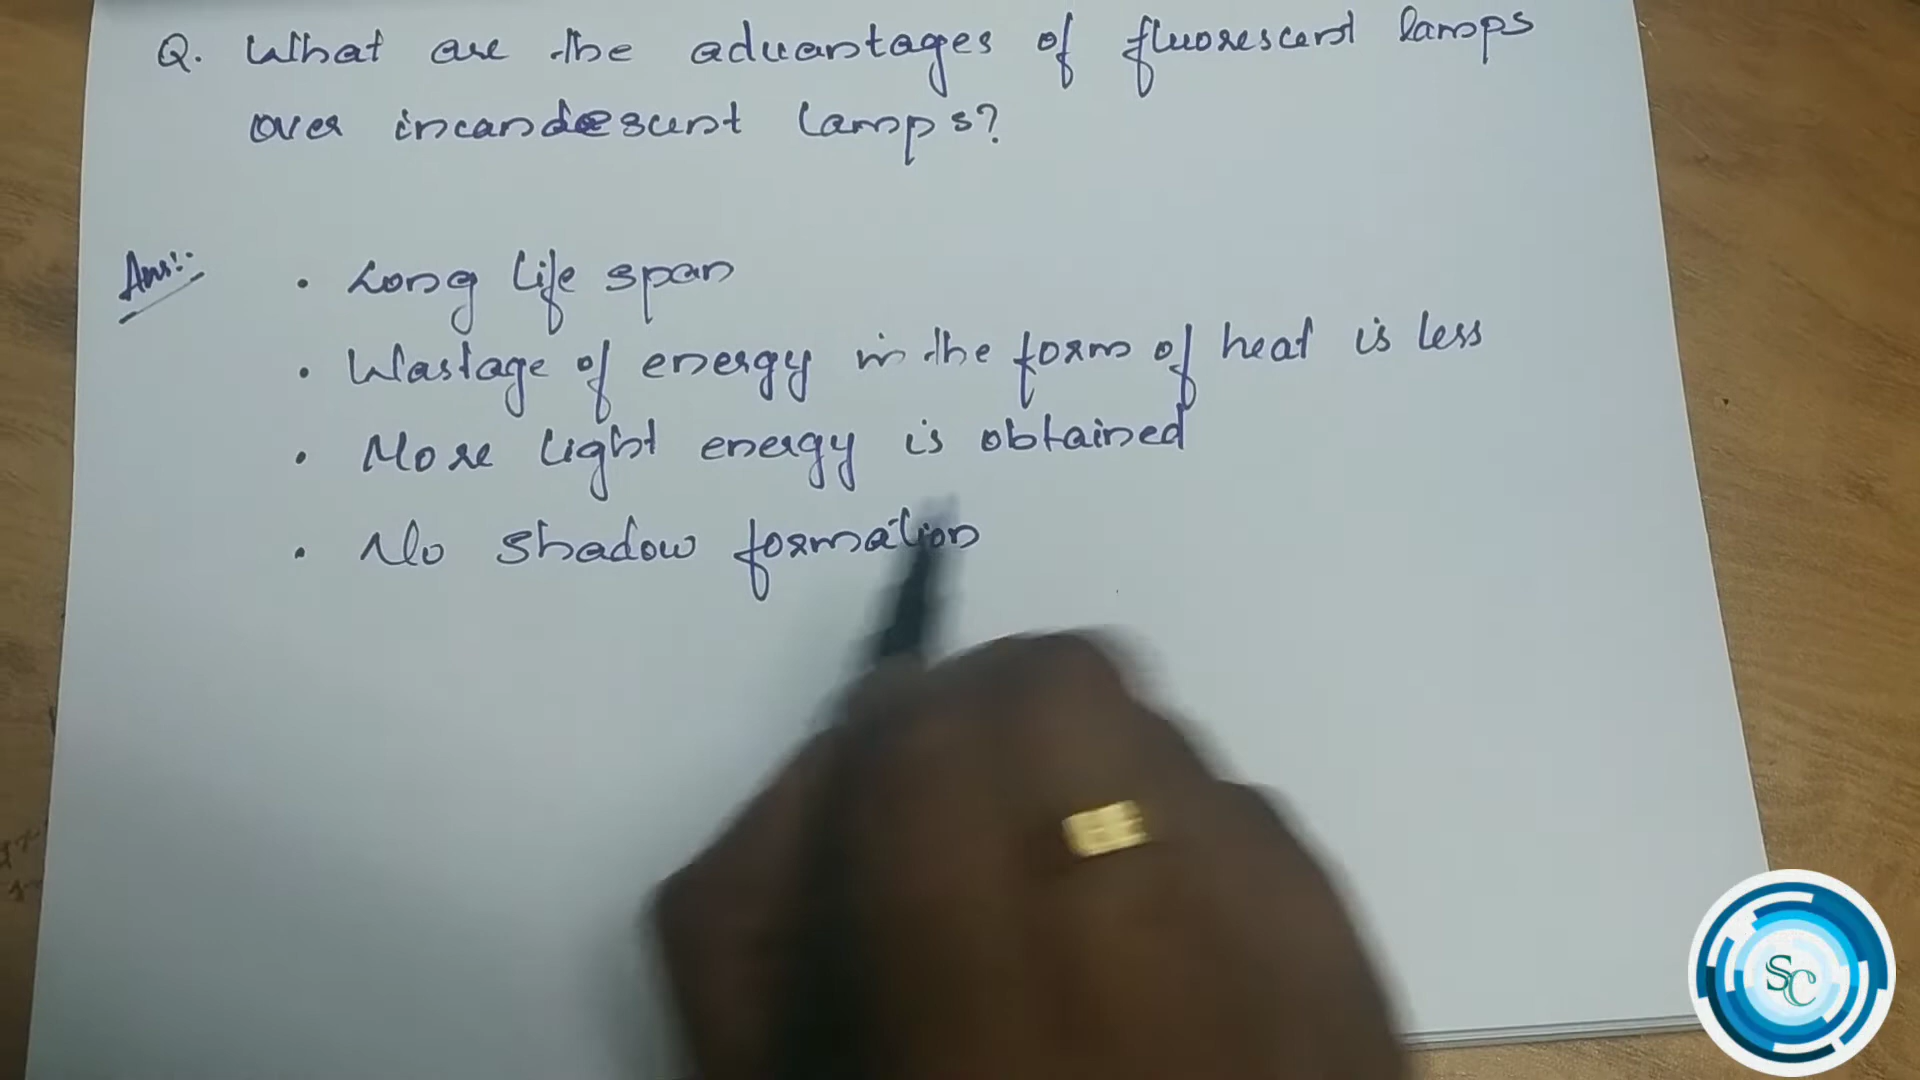 Q. What are the advantages of fluorescent lamps
over incandescent lamps?
Ans:-
• Long life span
• Wastage of energy in the form of heat is less
• More light energy is obtained
• No shadow formation
SC